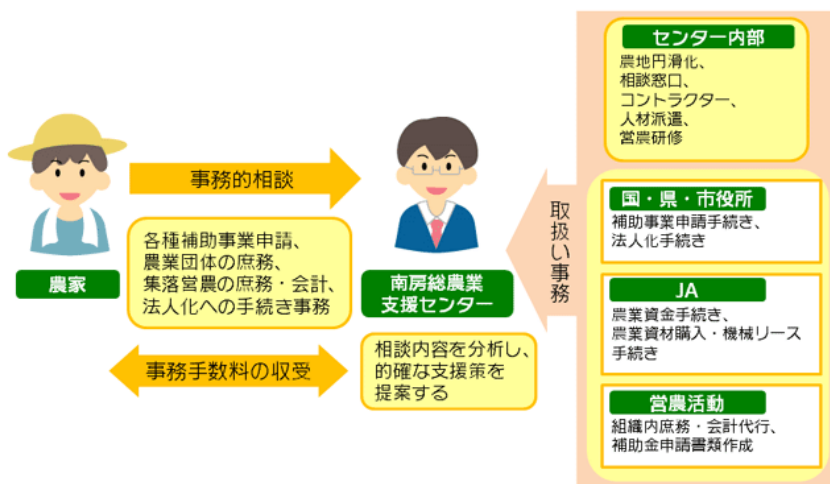 農家
事務的相談
各種補助事業申請、
農業団体の庶務、
集落営農の庶務・会計、
法人化への手続き事務
事務手数料の収受
南房総農業
支援センター
相談内容を分析し、
的確な支援策を
提案する
取扱い事務
センター内部
農地円滑化、
相談窓口、
コントラクター、
人材派遣、
営農研修
国・県・市役所
補助事業申請手続き、
法人化手続き
JA
農業資金手続き、
農業資材購入・機械リース
手続き
営農活動
組織内庶務・会計代行、
補助金申請書類作成